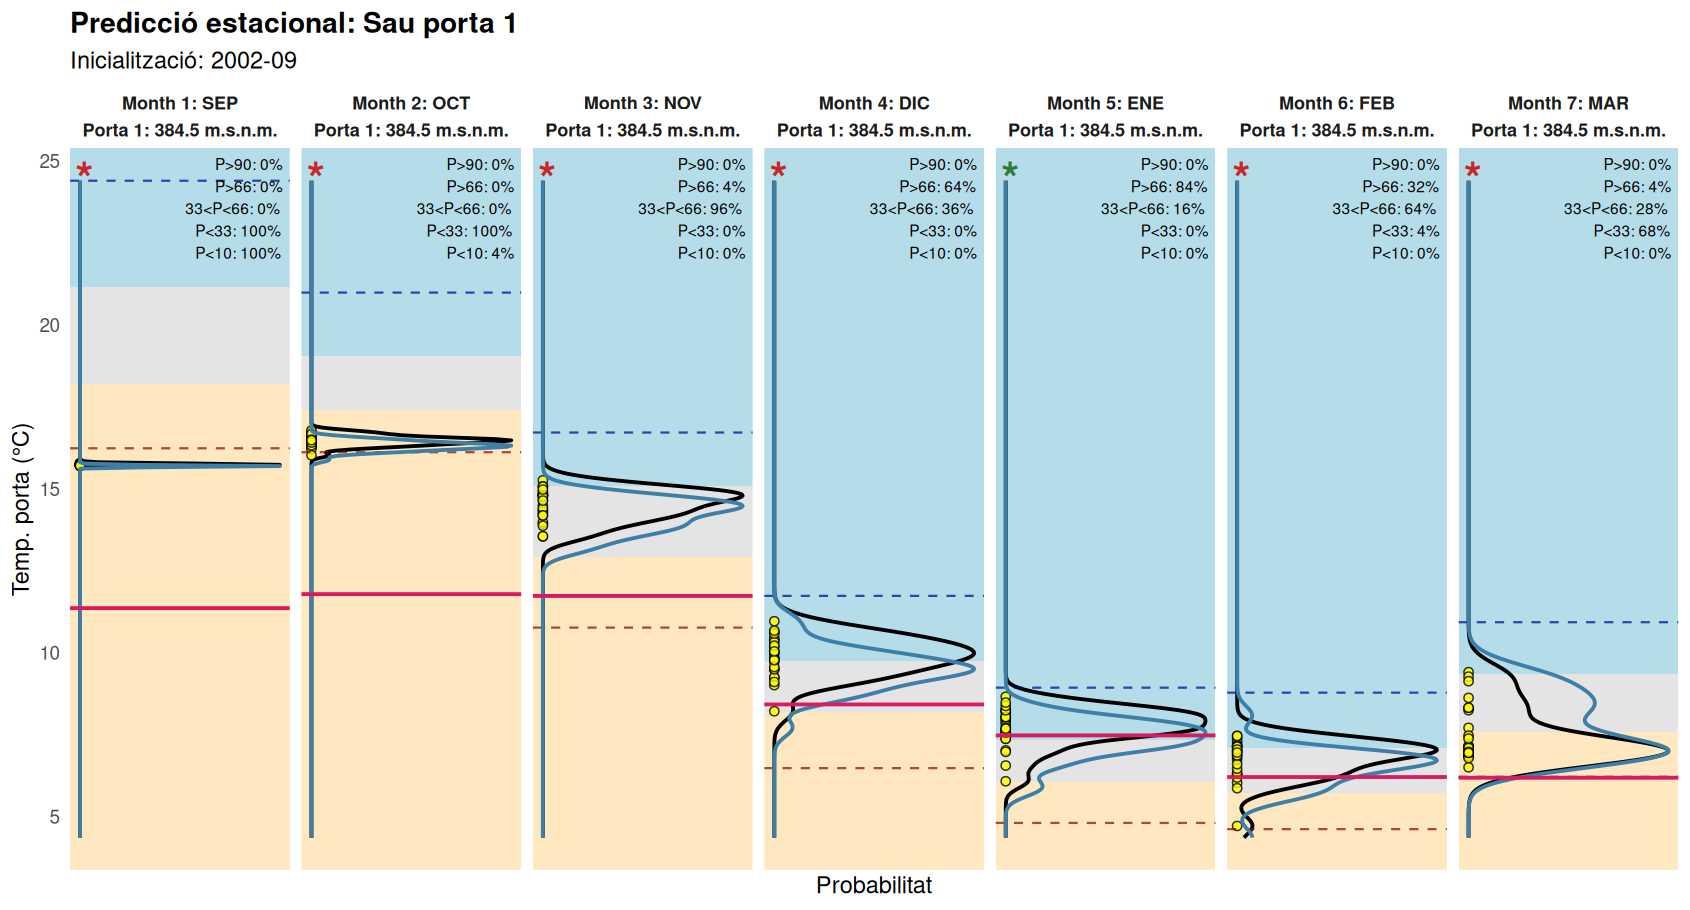 Predicció estacional: Sau porta 1
Inicialització: 2002-09
Month 1: SEP
Porta 1: 384.5 m.s.n.m.
Month 2: OCT
Porta 1: 384.5 m.s.n.m.
Month 3: NOV
Porta 1: 384.5 m.s.n.m.
Month 4: DIC
Porta 1: 384.5 m.s.n.m.
Month 5: ENE
Porta 1: 384.5 m.s.n.m.
Month 6: FEB
Porta 1: 384.5 m.s.n.m.
Month 7: MAR
Porta 1: 384.5 m.s.n.m.
*
P>90: 0%
P>66: 0%
33<P<66: 0%
P<33: 100%
P<10: 100%
*
P>90: 0%
P>66: 0%
33<P<66: 0%
P<33: 100%
P<10: 4%
*
P>90: 0%
P>66: 4%
33<P<66: 96%
P<33: 0%
P<10: 0%
*
P>90: 0%
P>66: 64%
33<P<66: 36%
P<33: 0%
P<10: 0%
*
P>90: 0%
P>66: 84%
33<P<66: 16%
P<33: 0%
P<10: 0%
*
P>90: 0%
P>66: 32%
33<P<66: 64%
P<33: 4%
P<10: 0%
*
P>90: 0%
P>66: 4%
33<P<66: 28%
P<33: 68%
P<10: 0%
25
20
15
10
5
Temp. porta (°C)
Probabilitat